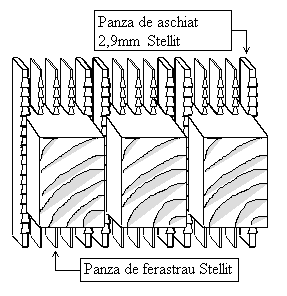 Panza de aschiat
2,9mm Stellit
Panza de ferastrau Stellit